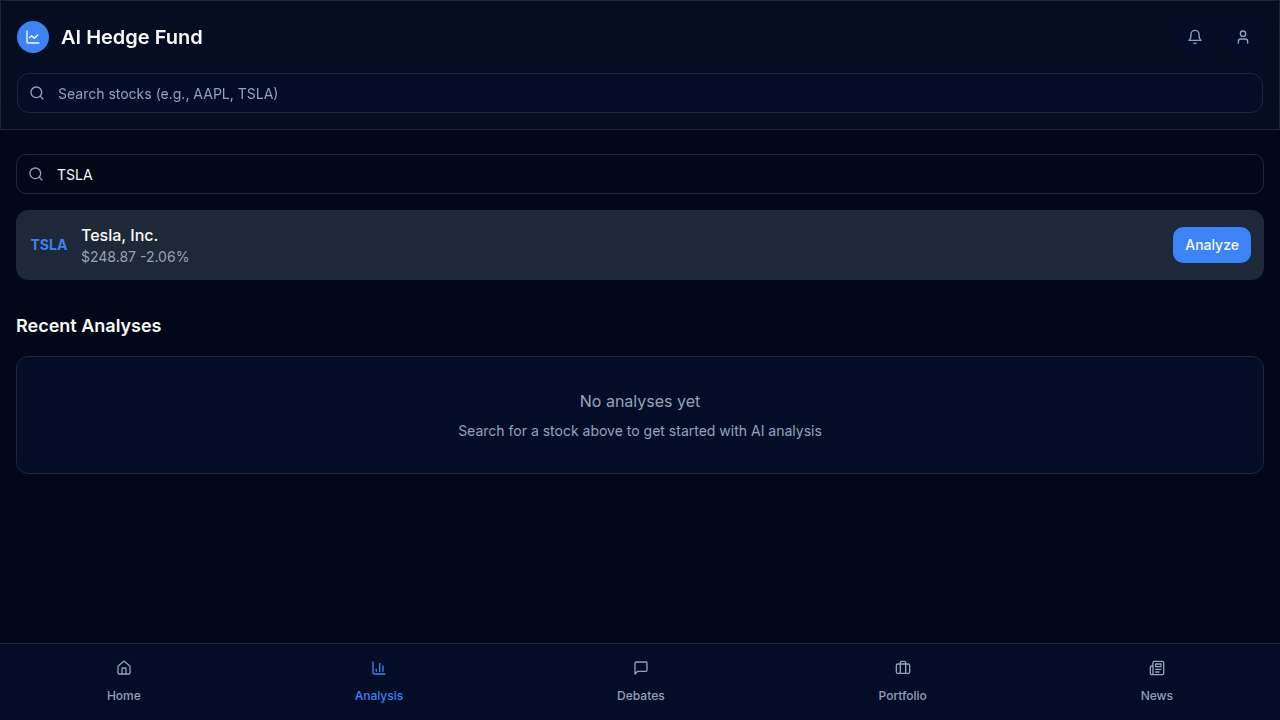 AI Hedge Fund
Search stocks (e.g., AAPL, TSLA)
TSLA
TSLA
Tesla, Inc.
$248.87 -2.06%
Analyze
Recent Analyses
No analyses yet
Search for a stock above to get started with AI analysis
Home
Analysis
Debates
Portfolio
News